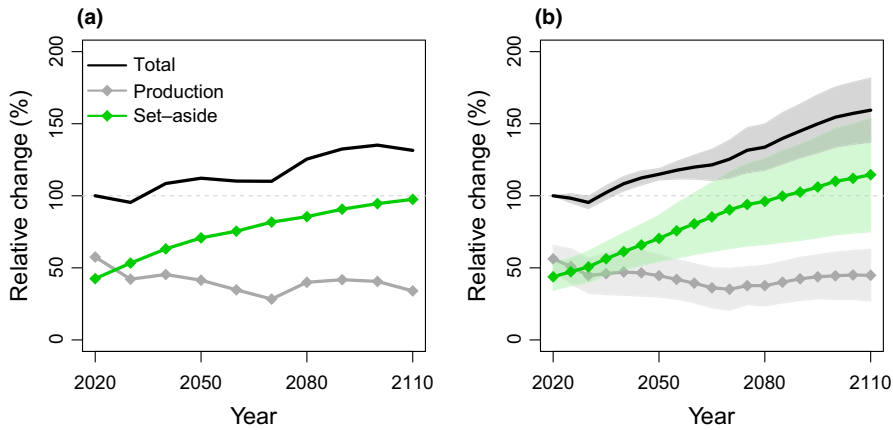 (a)
Relative change (%)
200
150
100
50
0
Total
Production
Set–aside
2020
2050
2080
2110
Year
(b)
Relative change (%)
200
150
100
50
0
2020
2050
2080
2110
Year